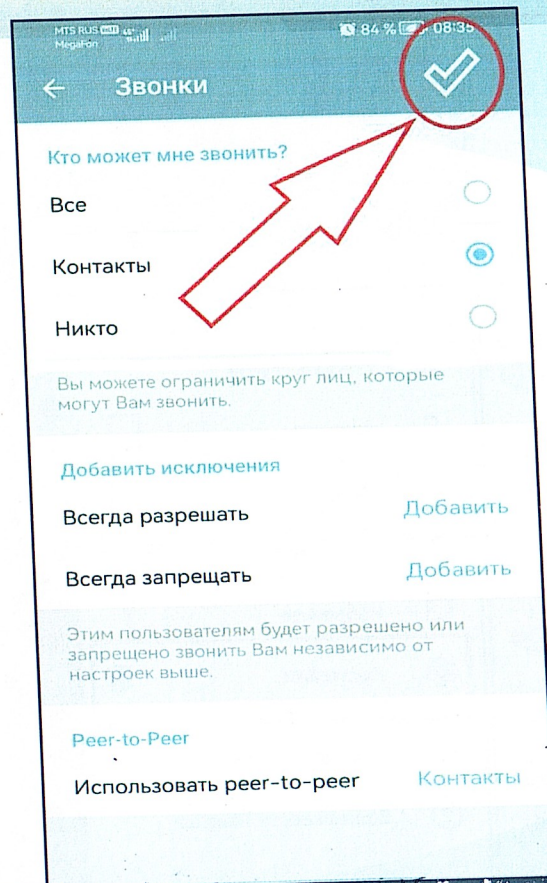 MTS RUS
MegaFon
84 % 08:35
Звонки
Кто может мне звонить?
Все
Контакты
Никто
Вы можете ограничить круг лиц, которые
могут Вам звонить.
Добавить исключения
Всегда разрешать Добавить
Всегда запрещать Добавить
Этим пользователям будет разрешено или
запрещено звонить Вам независимо от
настроек выше.
Peer-to-Peer
Использовать peer-to-peer Контакты